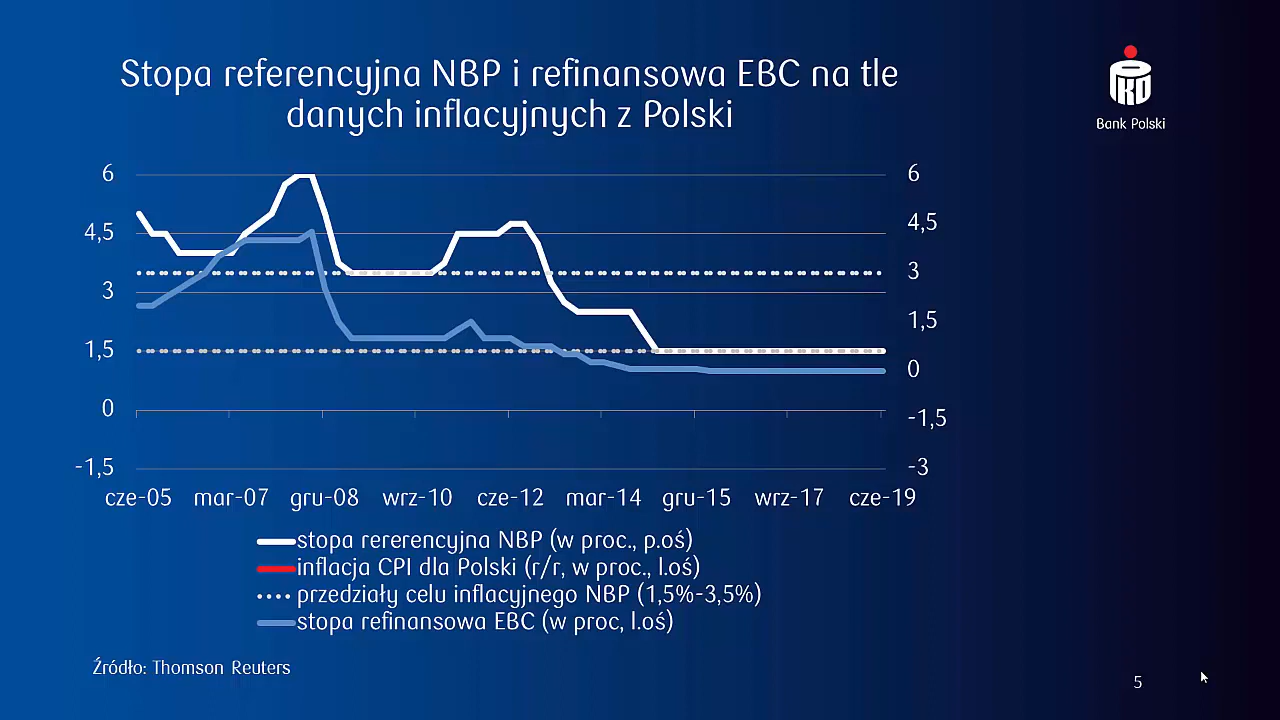 Stopa referencyjna NBP i refinansowa EBC na tle
danych inflacyjnych z Polski
PKO
Bank Polski
6
4,5
3
1,5
0
-1,5
6
4,5
3
1,5
0
-1,5
-3
cze-05 mar-07 gru-08 wrz-10 cze-12 mar-14 gru-15 wrz-17 cze-19
stopa rererencyjna NBP (w proc., p.oś)
inflacja CPI dla Polski (r/r, w proc., l.oś)
przedziały celu inflacyjnego NBP (1,5%-3,5%)
stopa refinansowa EBC (w proc, l.oś)
Źródło: Thomson Reuters
5